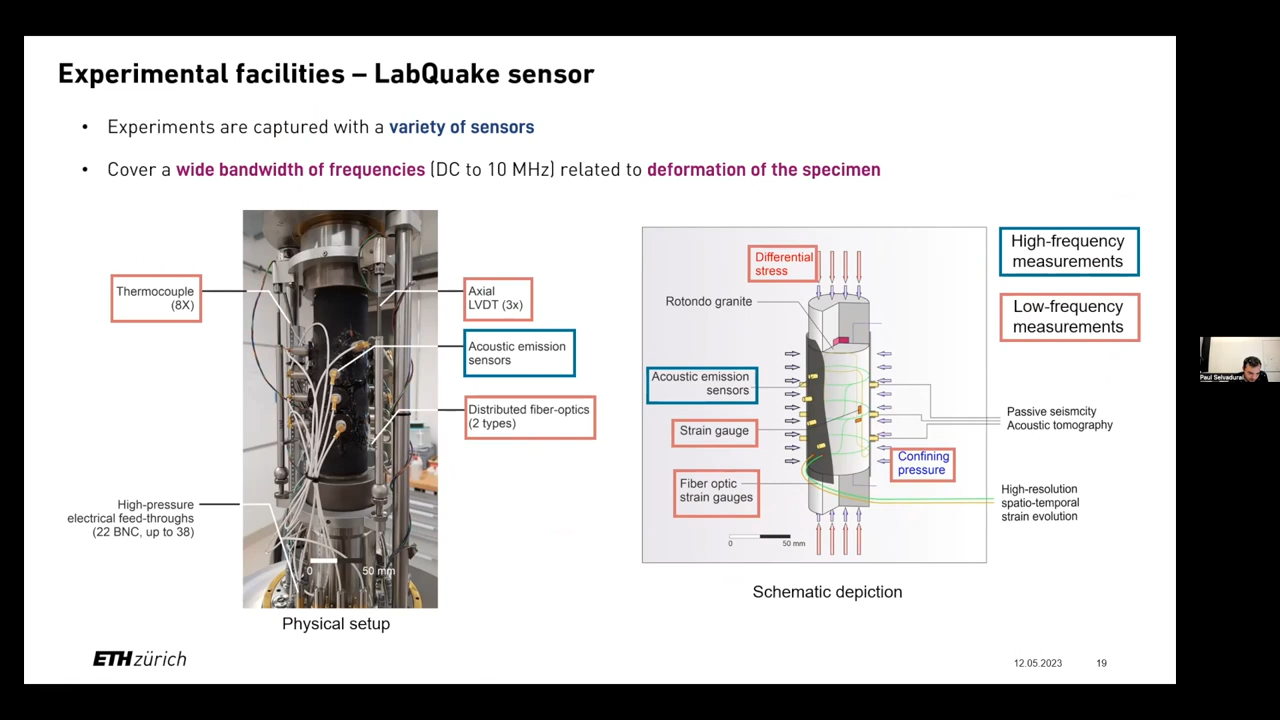 Experimental facilities – LabQuake sensor
• Experiments are captured with a variety of sensors
• Cover a wide bandwidth of frequencies (DC to 10 MHz) related to deformation of the specimen
Thermocouple
(8X)
High-pressure
electrical feed-throughs
(22 BNC, up to 38)
Axial
LVDT (3x)
Acoustic emission
sensors
Distributed fiber-optics
(2 types)
0 50 mm
Physical setup
Differential
stress
Rotondo granite
Acoustic emission
sensors
Strain gauge
Fiber optic
strain gauges
Confining
pressure
0 50 mm
Schematic depiction
High-frequency
measurements
Low-frequency
measurements
Passive seismcity
Acoustic tomography
High-resolution
spatio-temporal
strain evolution
Paul Selvadurai
ETH zürich
12.05.2023 19